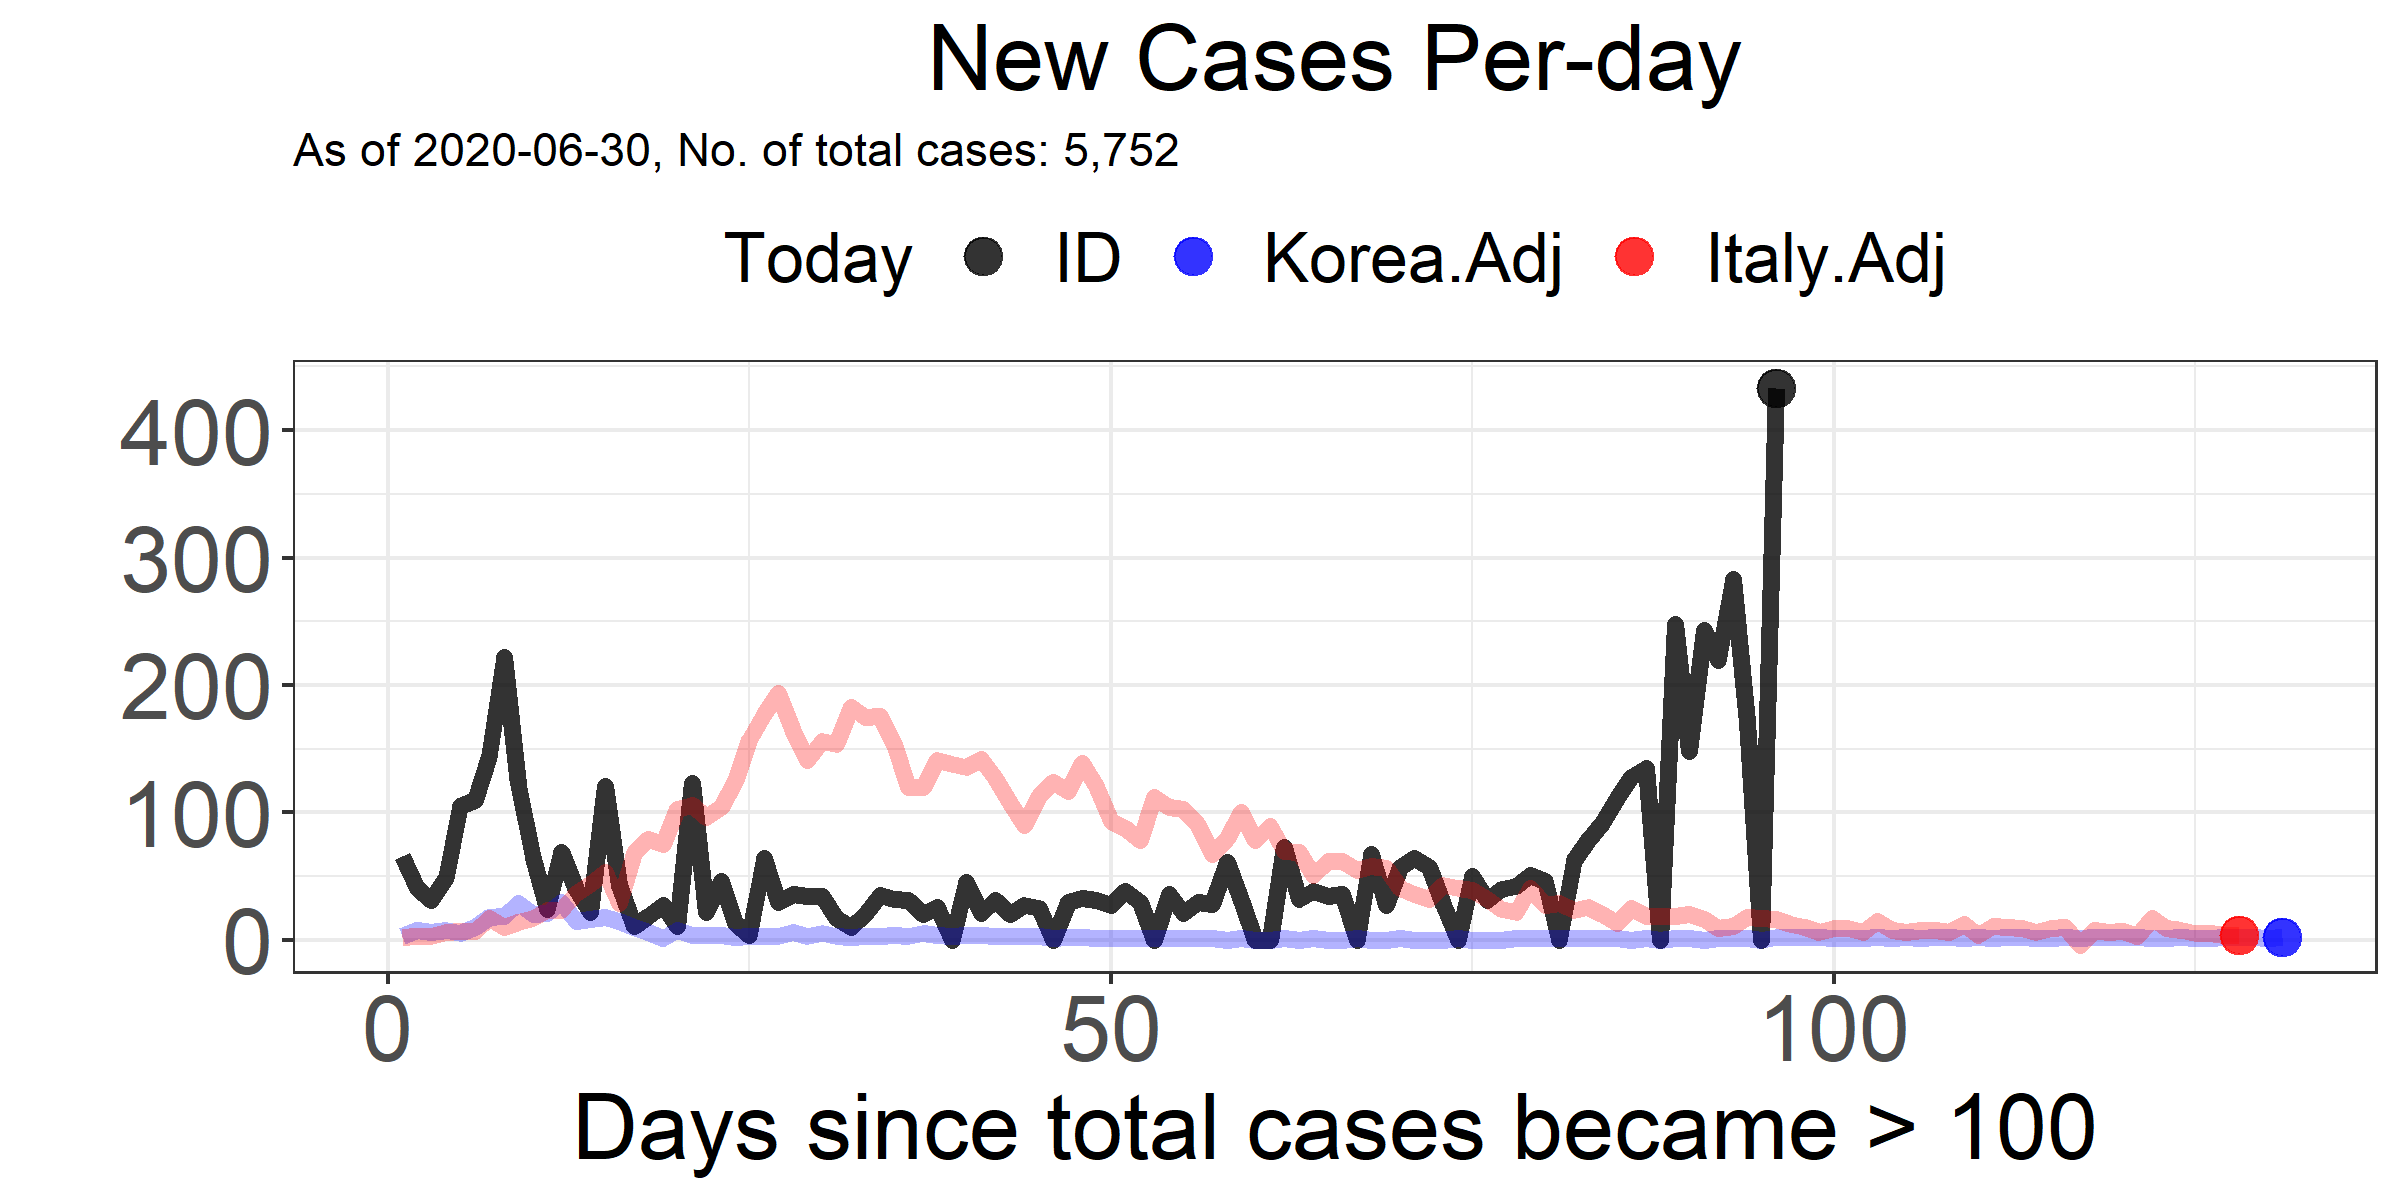 New Cases Per-day
As of 2020-06-30, No. of total cases: 5,752
Today ID Korea.Adj Italy.Adj
400
300
200
100
0
0 50 100
Days since total cases became > 100